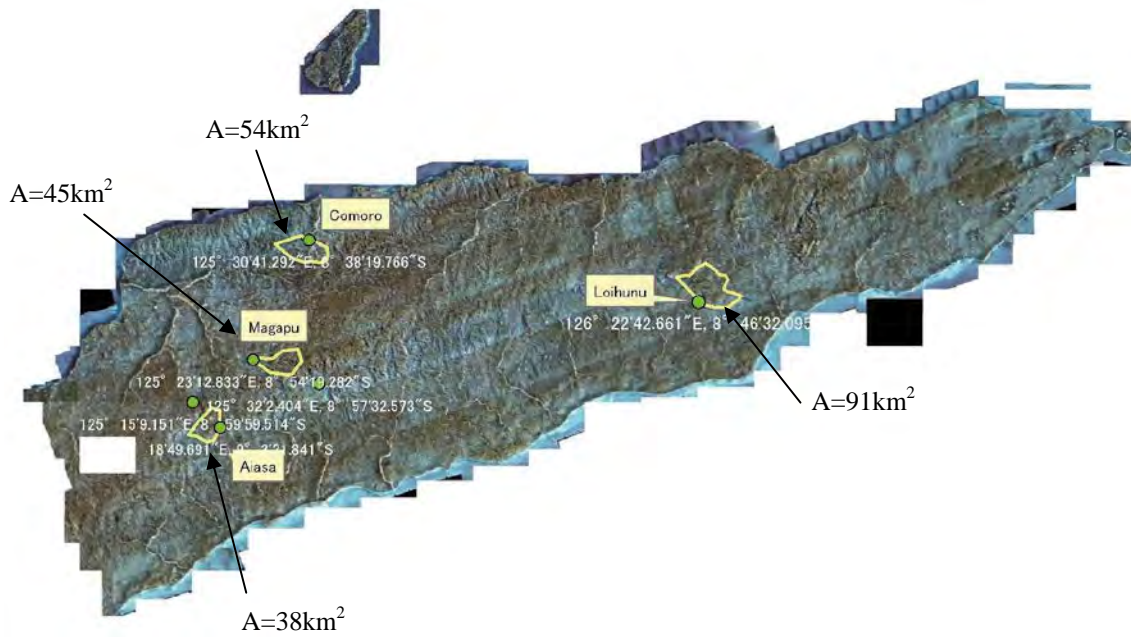 A=54km²
A=45km²
Comoro
125° 30'41.292"E, 8° 38'19.766"S
Loihunu
126° 22'42.661"E, 8° 46'32.095
Magapu
125° 23'12.833"E, 8° 54'19.282"S
125° 32'2.404"E, 8° 57'32.573"S
A=91km²
125° 15'9.151"E, 8° 59'59.514"S
18'49.691"E,
841"S
Aiasa
A=38km²